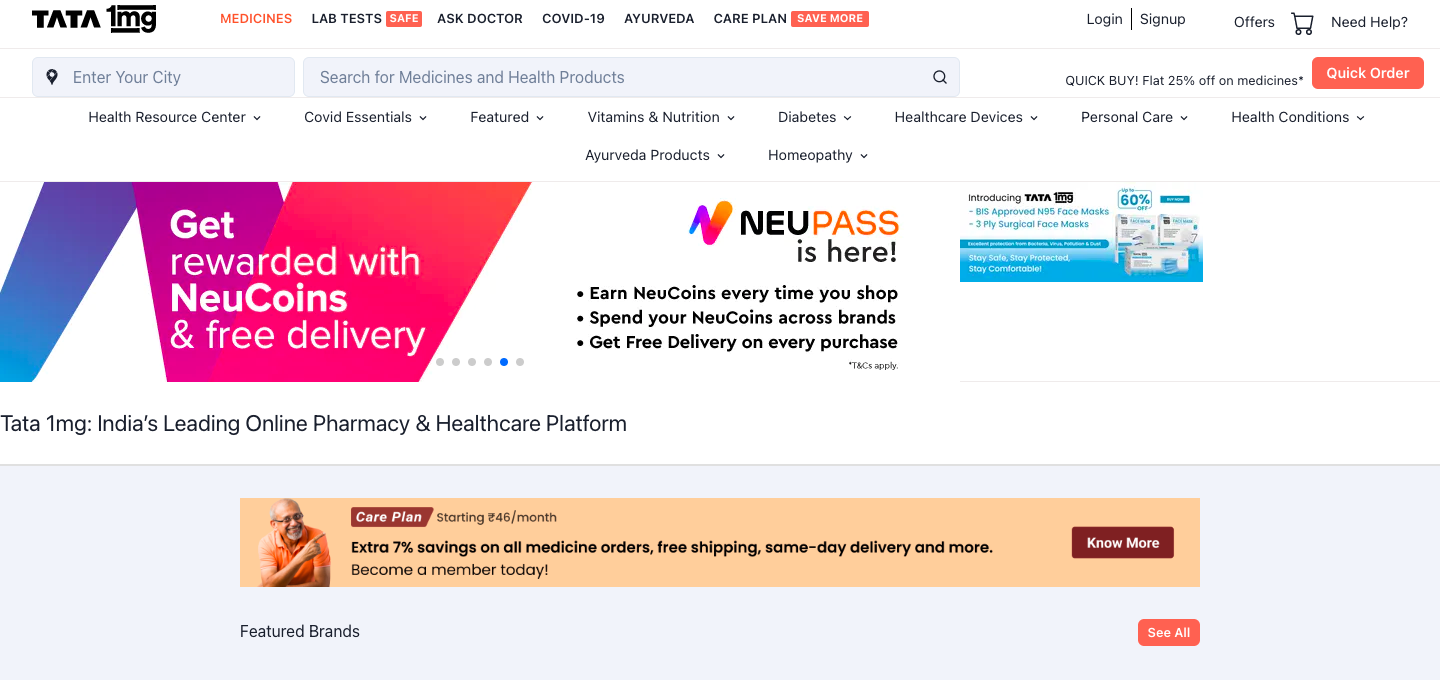 TATA 1mg
MEDICINES LAB TESTS SAFE ASK DOCTOR COVID-19 AYURVEDA CARE PLAN SAVE MORE Login Signup Offers Need Help?
Enter Your City Search for Medicines and Health Products QUICK BUY! Flat 25% off on medicines* Quick Order
Health Resource Center Covid Essentials Featured Vitamins & Nutrition Diabetes Healthcare Devices Personal Care Health Conditions
Ayurveda Products Homeopathy
Get
rewarded with
NeuCoins
& free delivery
NEUPASS
is here!
• Earn NeuCoins every time you shop
• Spend your NeuCoins across brands
• Get Free Delivery on every purchase
*T&Cs apply.
Introducing TATA 1mg
- BIS Approved N95 Face Masks
- 3 Ply Surgical Face Masks
Excellent protection from Bacteria, Virus, Pollution & Dust
Stay Safe, Stay Protected,
Stay Comfortable!
Up to
60%
OFF
BUY NOW
Tata 1mg: India's Leading Online Pharmacy & Healthcare Platform
Care Plan Starting ₹46/month
Extra 7% savings on all medicine orders, free shipping, same-day delivery and more.
Become a member today!
Know More
Featured Brands See All